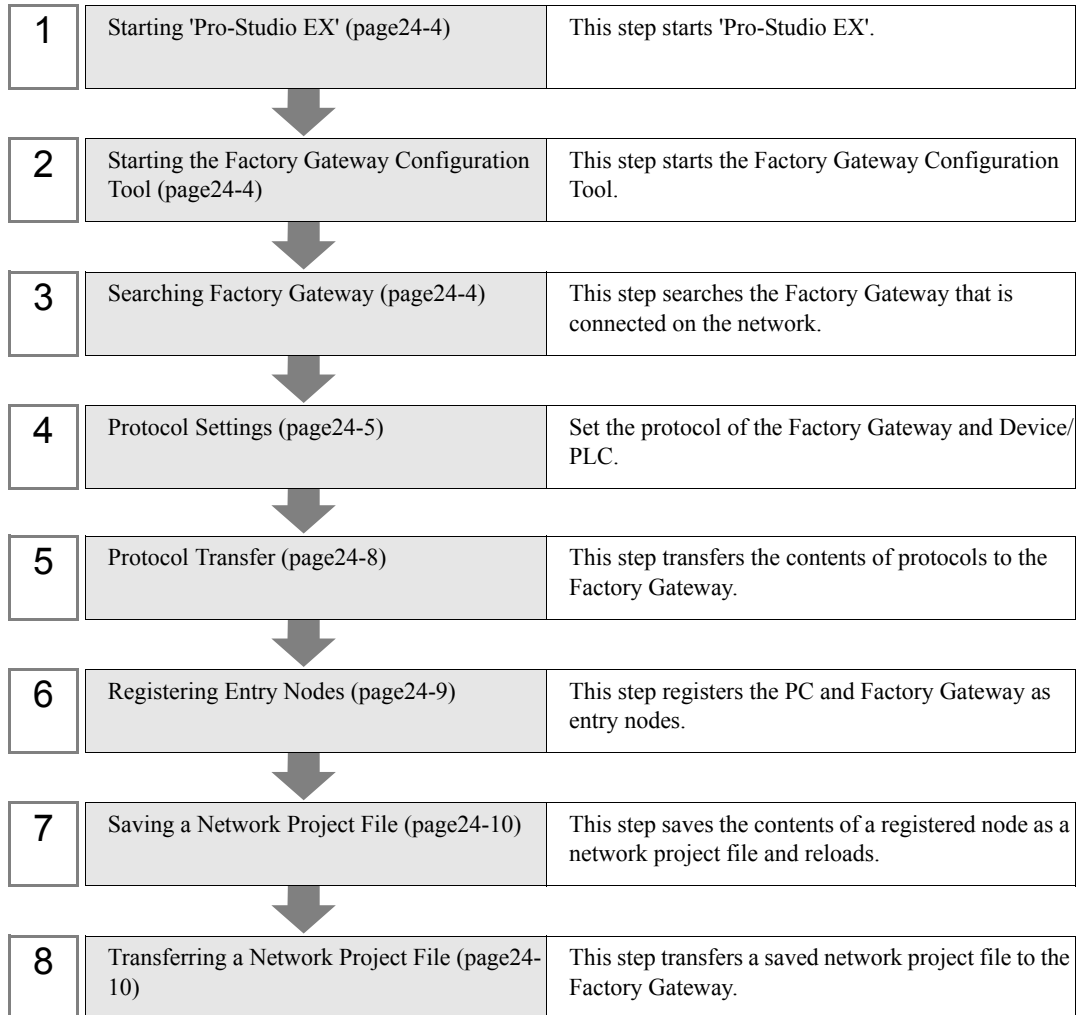 1
Starting 'Pro-Studio EX' (page24-4)
This step starts 'Pro-Studio EX'.
2
Starting the Factory Gateway Configuration
Tool (page24-4)
This step starts the Factory Gateway Configuration
Tool.
3
Searching Factory Gateway (page24-4)
This step searches the Factory Gateway that is
connected on the network.
4
Protocol Settings (page24-5)
Set the protocol of the Factory Gateway and Device/
PLC.
5
Protocol Transfer (page24-8)
This step transfers the contents of protocols to the
Factory Gateway.
6
Registering Entry Nodes (page24-9)
This step registers the PC and Factory Gateway as
entry nodes.
7
Saving a Network Project File (page24-10)
This step saves the contents of a registered node as a
network project file and reloads.
8
Transferring a Network Project File (page24-
10)
This step transfers a saved network project file to the
Factory Gateway.